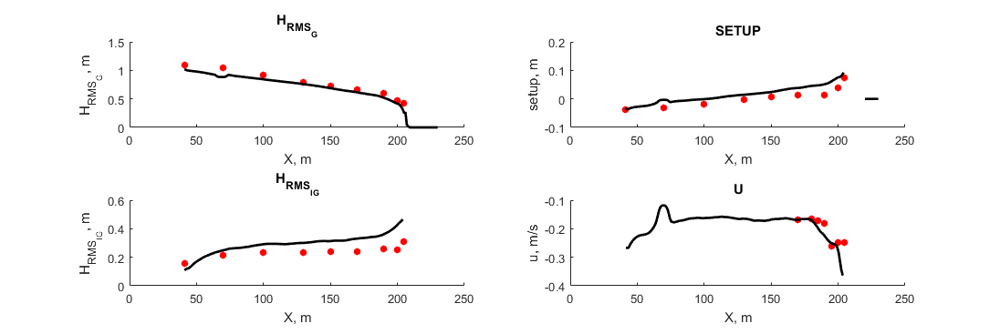 H_RMS_G
H_RMS_G, m
1.5
1
0.5
0
0 50 100 150 200 250
X, m
SETUP
setup, m
0.2
0.1
0
-0.1
0 50 100 150 200 250
X, m
H_RMS_IG
H_RMS_IG, m
0.6
0.4
0.2
0
0 50 100 150 200 250
X, m
U
u, m/s
-0.1
-0.2
-0.3
-0.4
0 50 100 150 200 250
X, m